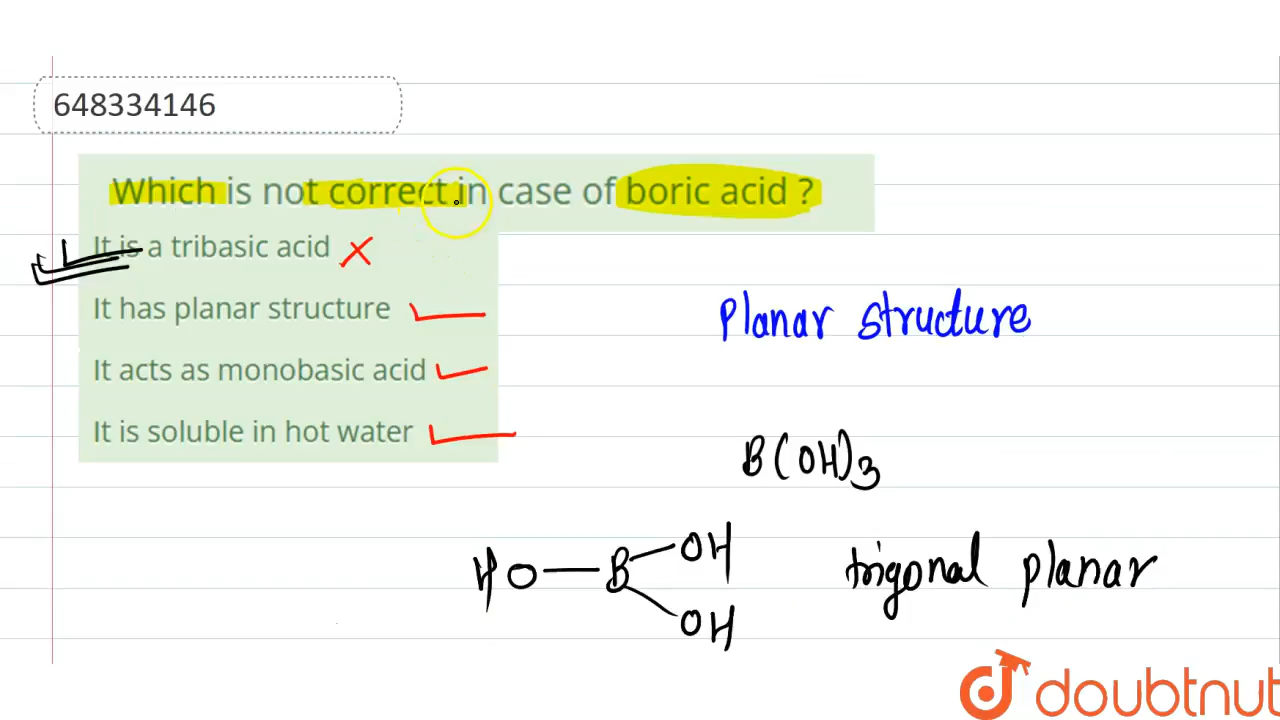 648334146
Which is not correct in case of boric acid ?
It is a tribasic acid
It has planar structure
It acts as monobasic acid
It is soluble in hot water
Planar structure
B(OH)3
HO—B
OH
OH
trigonal planar
doubtnut